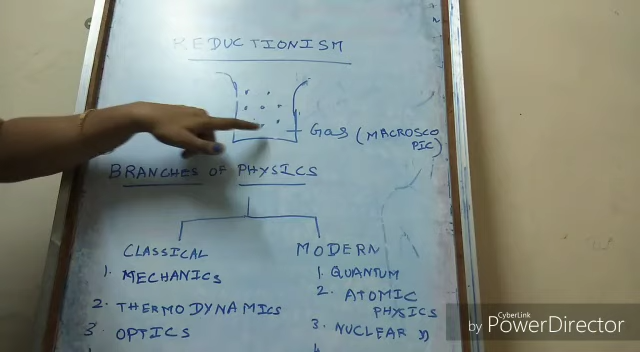 REDUCTIONISM
Gas (MACROSCO
PIC)
BRANCHES OF PHYSICS
CLASSICAL
1. MECHANICS
2. THERMODYNAMICS
3. OPTICS
MODERN
1. QUANTUM
2. ATOMIC
PHYSICS
3. NUCLEAR
CyberLink
by PowerDirector